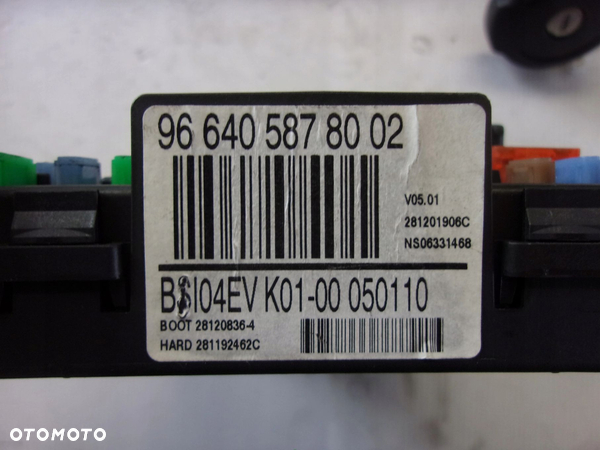 96 640 587 80 02
V05.01
281201906C
NS06331468
BSI04EV K01-00 050110
BOOT 28120836-4
HARD 281192462C
OTOMOTO